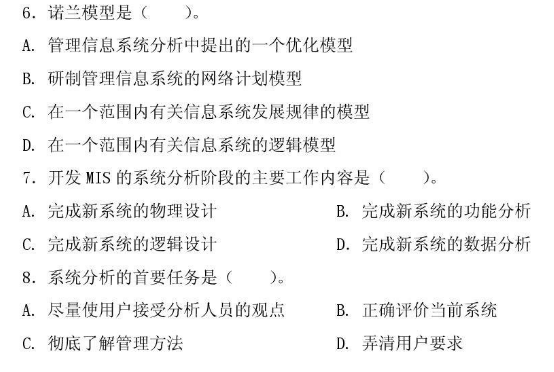 6. 诺兰模型是（　　）。
A. 管理信息系统分析中提出的一个优化模型
B. 研制管理信息系统的网络计划模型
C. 在一个范围内有关信息系统发展规律的模型
D. 在一个范围内有关信息系统的逻辑模型
7. 开发 MIS 的系统分析阶段的主要工作内容是（　　）。
A. 完成新系统的物理设计　　B. 完成新系统的功能分析
C. 完成新系统的逻辑设计　　D. 完成新系统的数据分析
8. 系统分析的首要任务是（　　）。
A. 尽量使用户接受分析人员的观点　　B. 正确评价当前系统
C. 彻底了解管理方法　　D. 弄清用户要求